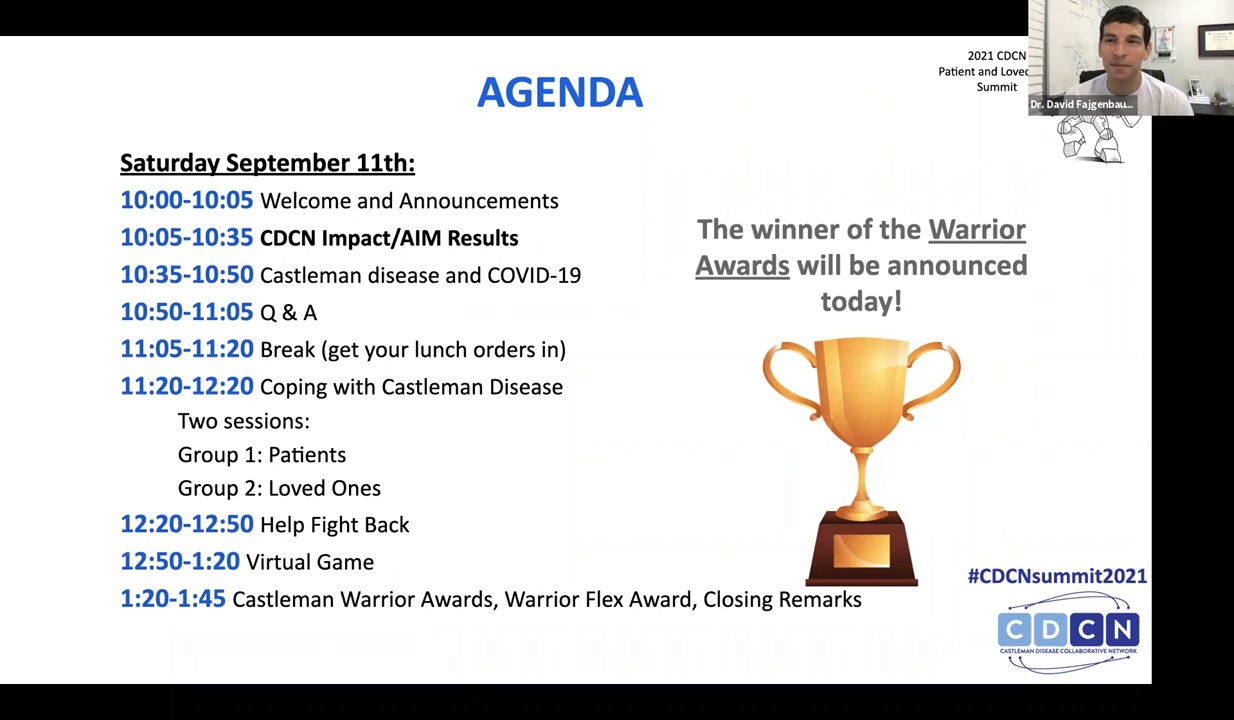 AGENDA
2021 CDCN
Patient and Loved
Summit
Dr. David Fajgenbau...
Saturday September 11th:
10:00-10:05 Welcome and Announcements
10:05-10:35 CDCN Impact/AIM Results
10:35-10:50 Castleman disease and COVID-19
10:50-11:05 Q & A
11:05-11:20 Break (get your lunch orders in)
11:20-12:20 Coping with Castleman Disease
Two sessions:
Group 1: Patients
Group 2: Loved Ones
12:20-12:50 Help Fight Back
12:50-1:20 Virtual Game
1:20-1:45 Castleman Warrior Awards, Warrior Flex Award, Closing Remarks
The winner of the Warrior
Awards will be announced
today!
#CDCNsummit2021
CDCN
CASTLEMAN DISEASE COLLABORATIVE NETWORK